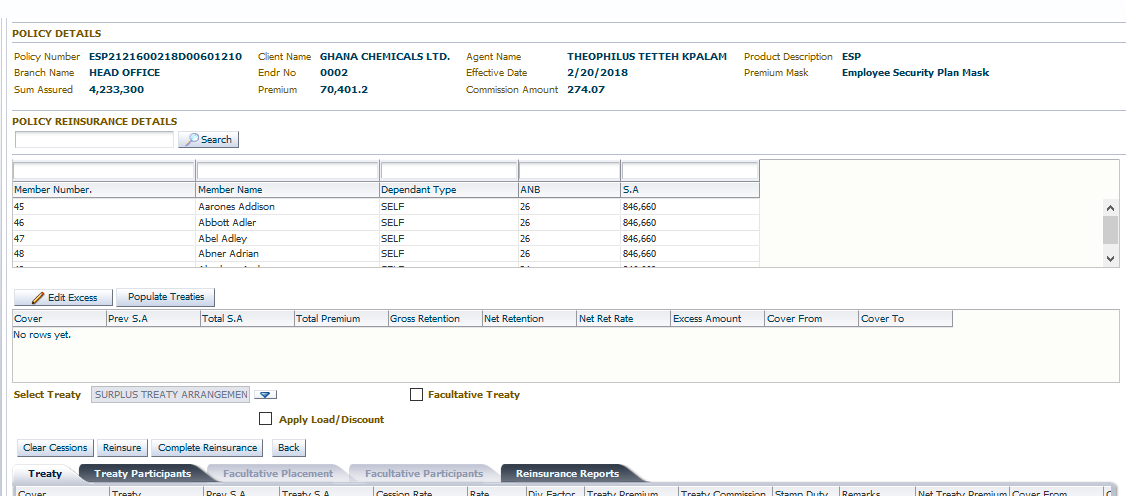 POLICY DETAILS
Policy Number ESP2121600218D00601210 Client Name GHANA CHEMICALS LTD. Agent Name THEOPHILUS TETTEH KPALAM Product Description ESP
Branch Name HEAD OFFICE Endr No 0002 Effective Date 2/20/2018 Premium Mask Employee Security Plan Mask
Sum Assured 4,233,300 Premium 70,401.2 Commission Amount 274.07
POLICY REINSURANCE DETAILS
Search
Member Number. Member Name Dependant Type ANB S.A
45 Aarones Addison SELF 26 846,660
46 Abbott Adler SELF 26 846,660
47 Abel Adley SELF 26 846,660
48 Abner Adrian SELF 26 846,660
Edit Excess Populate Treaties
Cover Prev S.A Total S.A Total Premium Gross Retention Net Retention Net Ret Rate Excess Amount Cover From Cover To
No rows yet.
Select Treaty SURPLUS TREATY ARRANGEMEN Facultative Treaty
Apply Load/Discount
Clear Cessions Reinsure Complete Reinsurance Back
Treaty Treaty Participants Facultative Placement Facultative Participants Reinsurance Reports
Cover Treaty Prev S.A Treaty S.A Cession Rate Rate Div Factor Treaty Premium Treaty Commission Stamp Duty Remarks Net Treaty Premium Cover From